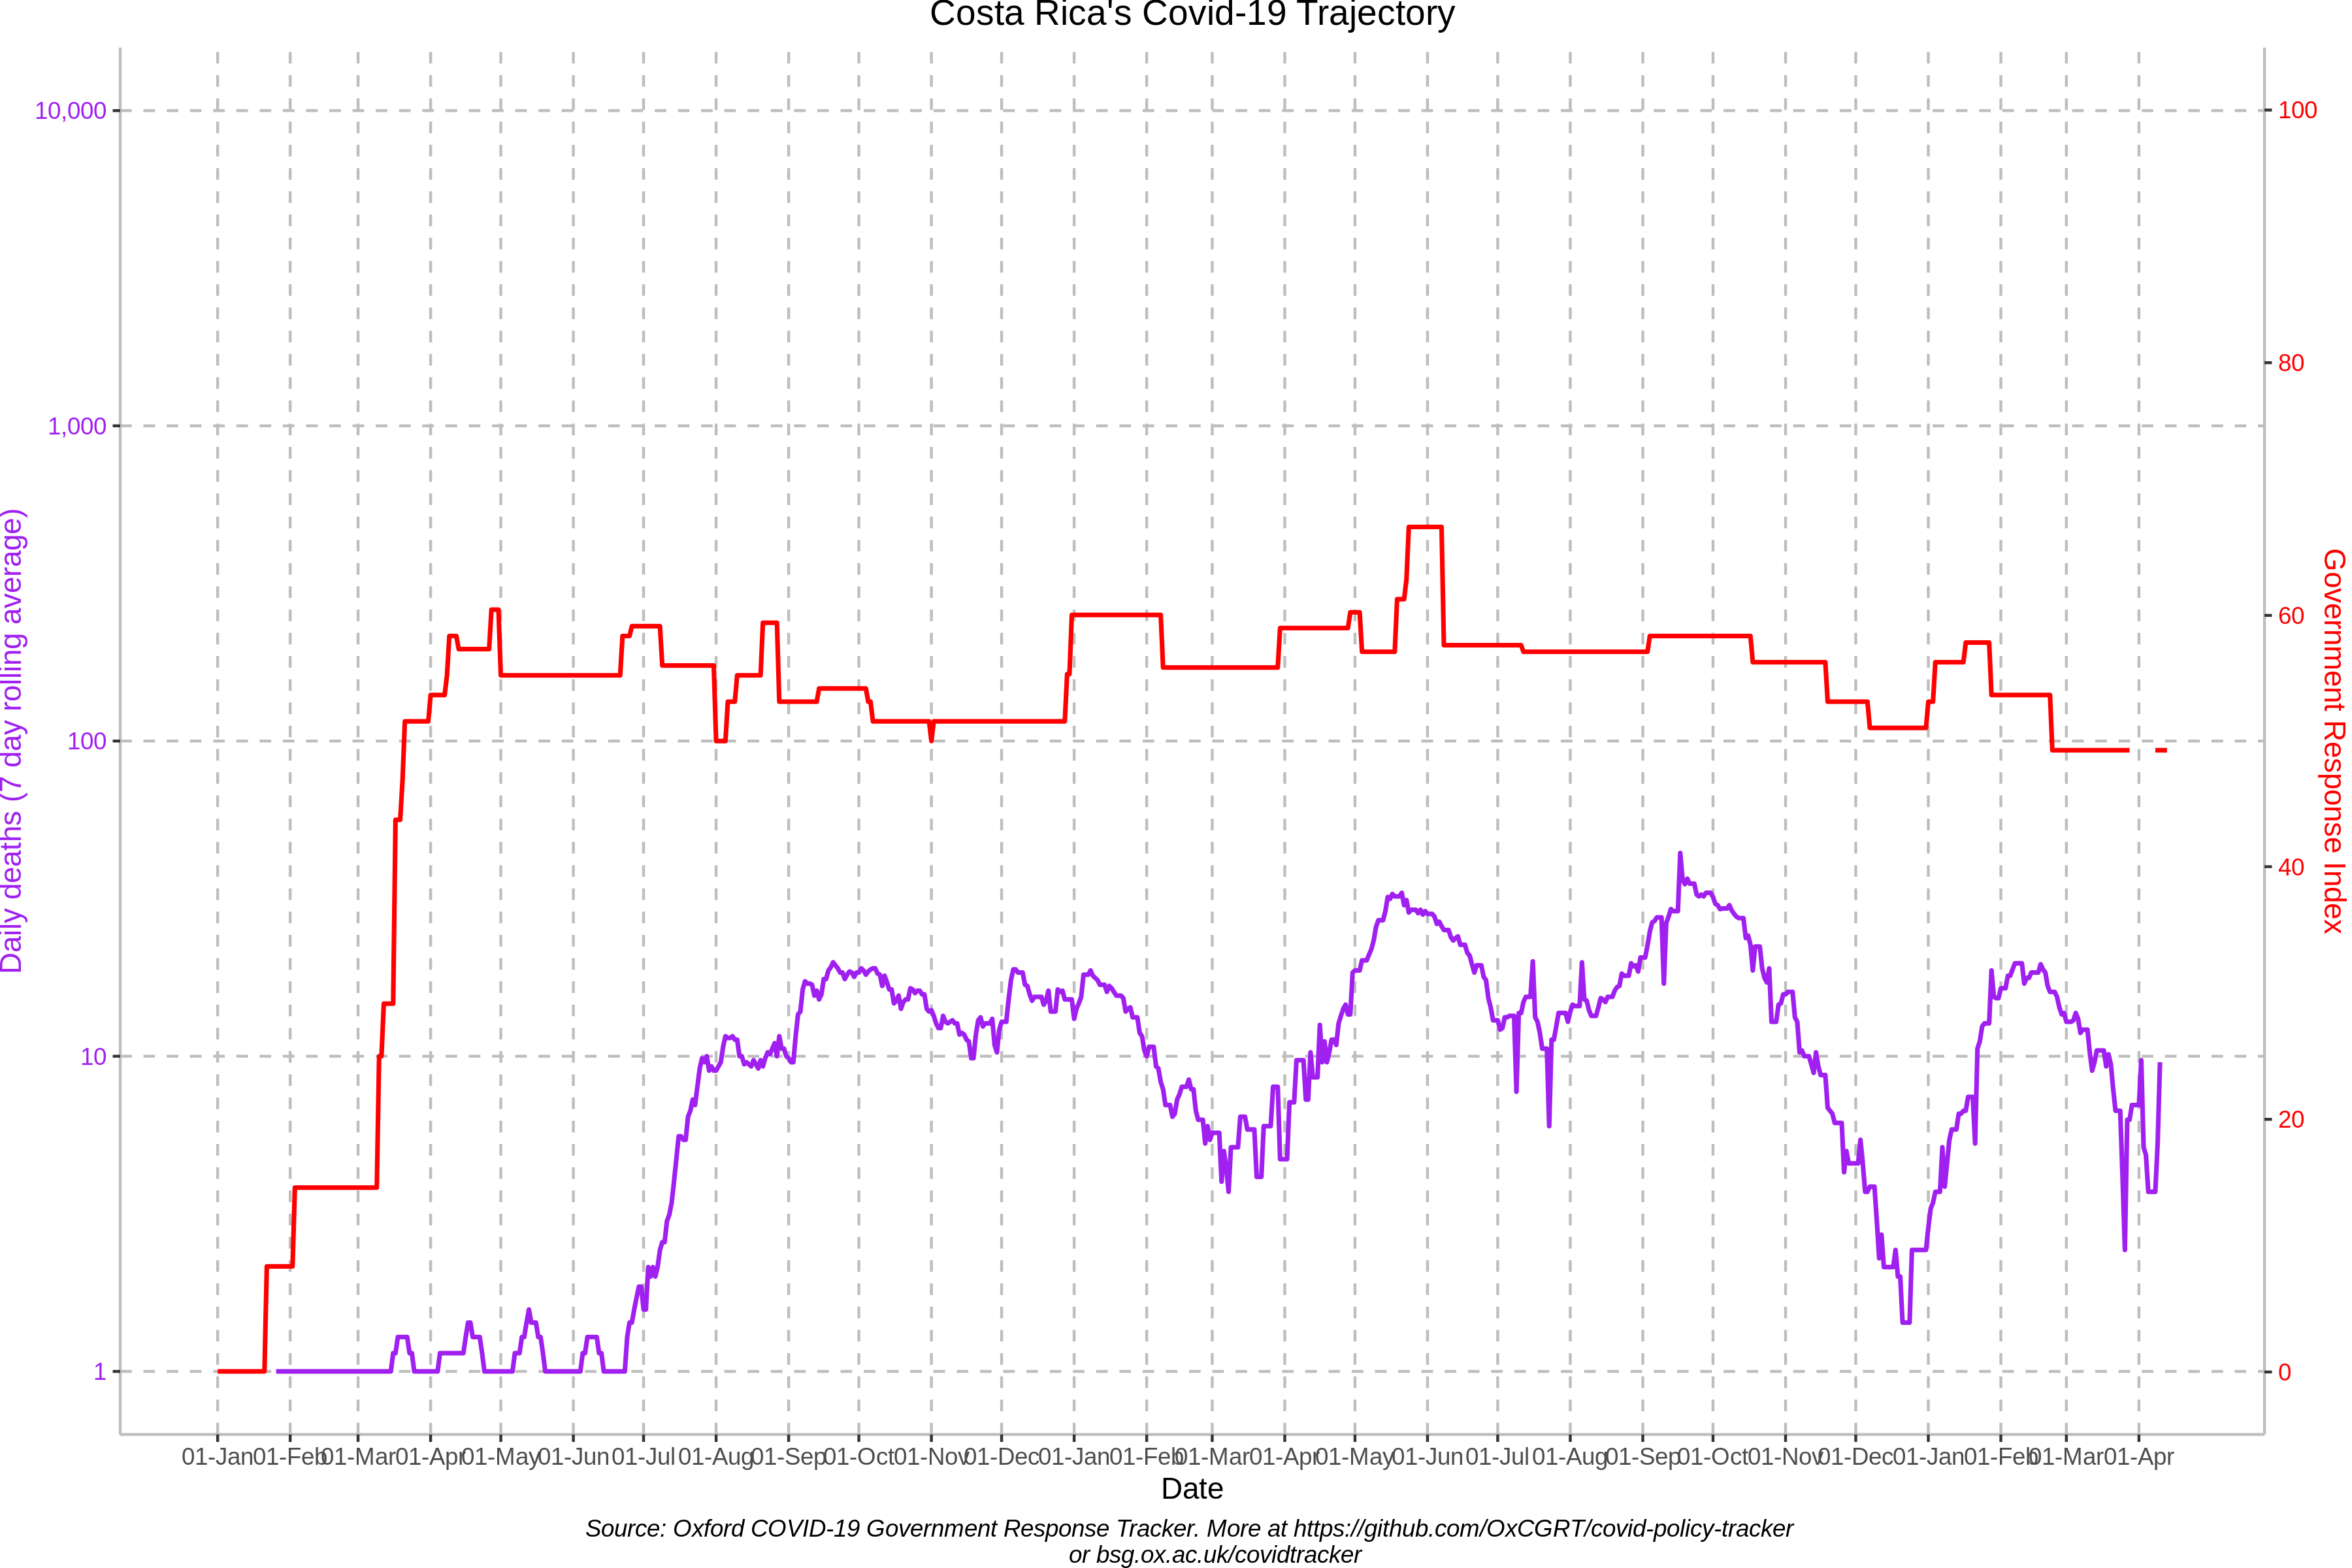 Costa Rica's Covid-19 Trajectory
10,000
1,000
100
10
1
Daily deaths (7 day rolling average)
100
80
60
40
20
0
Government Response Index
01-Jan 01-Feb 01-Mar 01-Apr 01-May 01-Jun 01-Jul 01-Aug 01-Sep 01-Oct 01-Nov 01-Dec 01-Jan 01-Feb 01-Mar 01-Apr 01-May 01-Jun 01-Jul 01-Aug 01-Sep 01-Oct 01-Nov 01-Dec 01-Jan 01-Feb 01-Mar 01-Apr
Date
Source: Oxford COVID-19 Government Response Tracker. More at https://github.com/OxCGRT/covid-policy-tracker
or bsg.ox.ac.uk/covidtracker